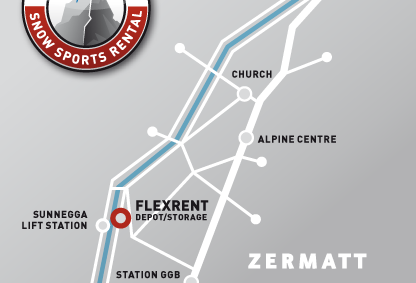 SNOW SPORTS RENTAL
CHURCH
ALPINE CENTRE
FLEXRENT
DEPOT/STORAGE
SUNNEGGA
LIFT STATION
ZERMATT
STATION GGB